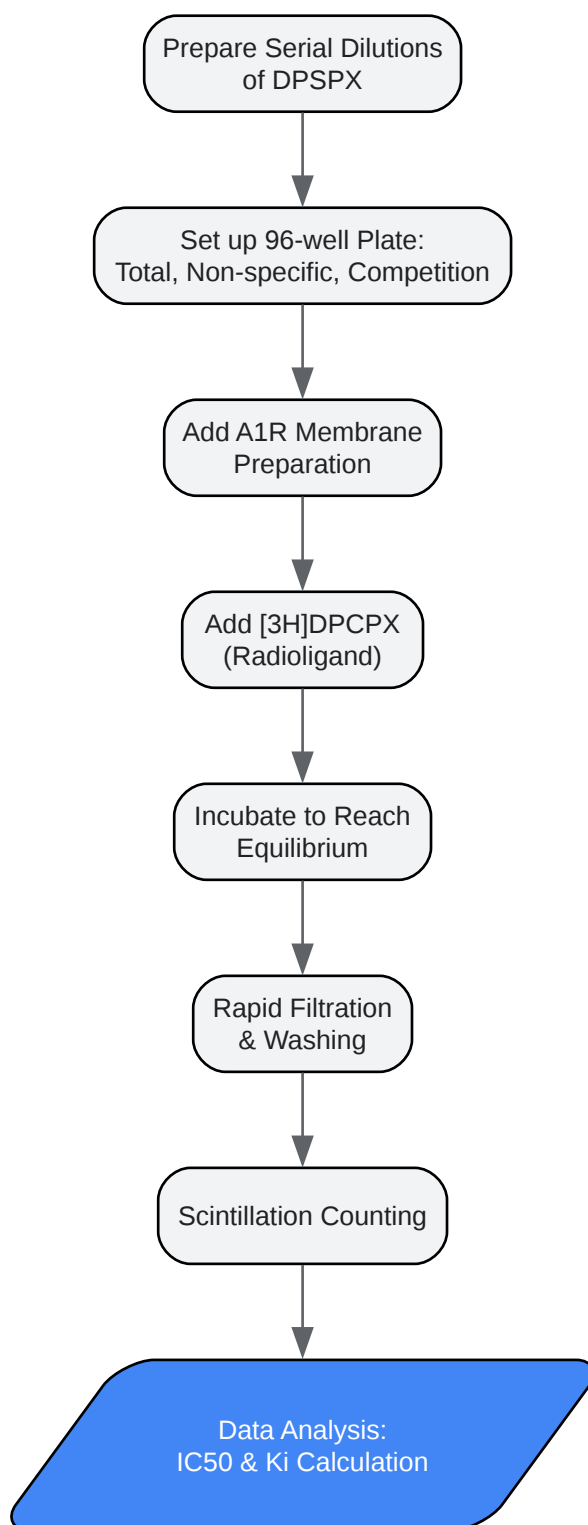 Prepare Serial Dilutions
of DPSPX
Set up 96-well Plate:
Total, Non-specific, Competition
Add A1R Membrane
Preparation
Add [3H]DPCPX
(Radioligand)
Incubate to Reach
Equilibrium
Rapid Filtration
& Washing
Scintillation Counting
Data Analysis:
IC50 & Ki Calculation